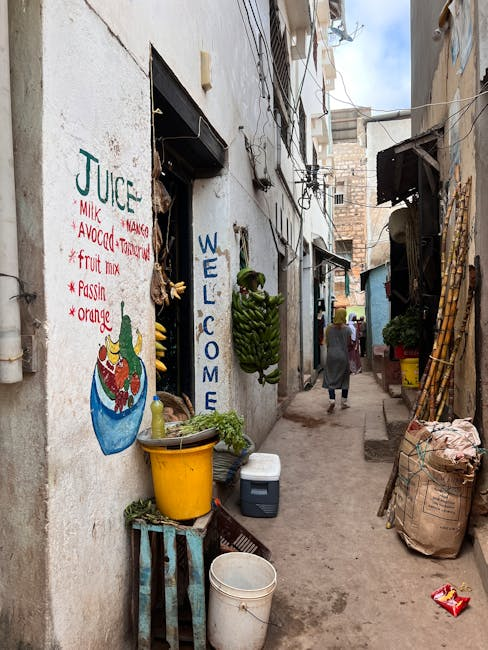 JUICE
* Milk
* MANGO
* AVOCAD
* Tamarind
* fruit mix
* Passin
* orange
WELCOME